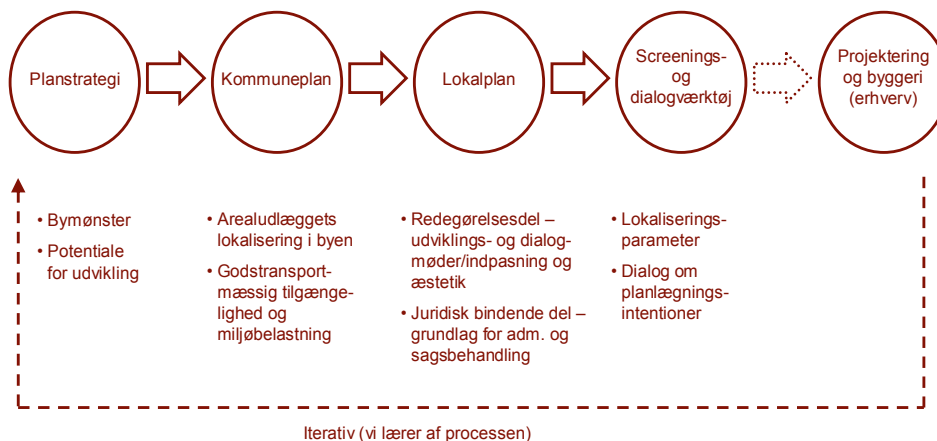 Planstrategi
Kommuneplan
Lokalplan
Screenings-
og
dialogværktøj
Projektering
og byggeri
(erhverv)
• Bymønster
• Potentiale
for udvikling
• Arealudlæggets
lokalisering i byen
• Godstransport-
mæssig tilgænge-
lighed og
miljøbelastning
• Redegørelsesdel –
udviklings- og dialog-
møder/indpasning og
æstetik
• Juridisk bindende del –
grundlag for adm. og
sagsbehandling
• Lokaliserings-
parameter
• Dialog om
planlægnings-
intentioner
Iterativ (vi lærer af processen)